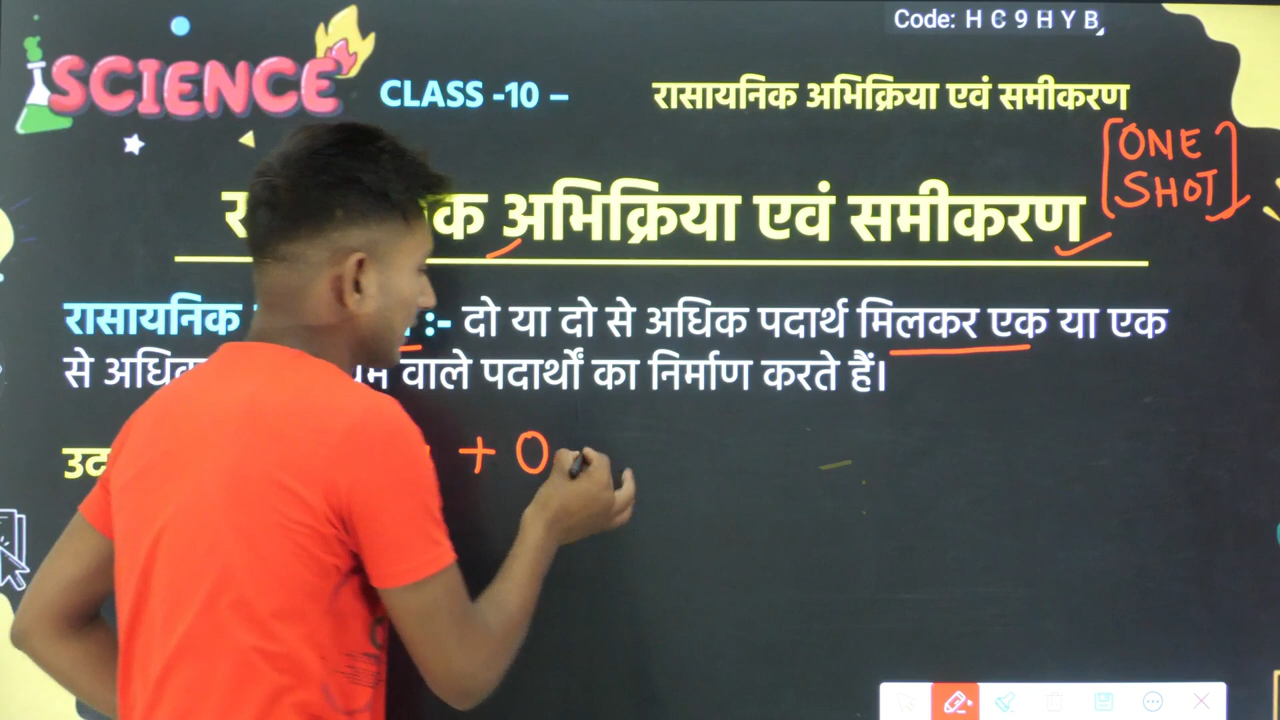 Code: H C 9 H Y B
SCIENCE CLASS -10 – रासायनिक अभिक्रिया एवं समीकरण
[ONE
SHOT]
अभिक्रिया एवं समीकरण
रासायनिक :- दो या दो से अधिक पदार्थ मिलकर एक या एक
से वाले पदार्थों का निर्माण करते हैं।
+ O